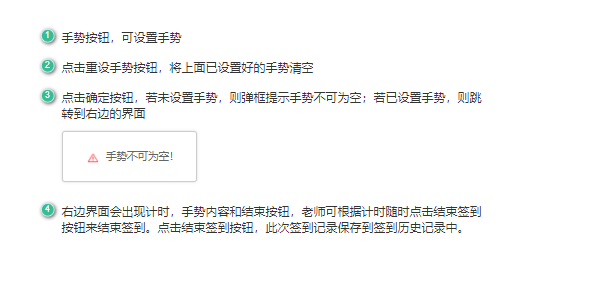 1 手势按钮，可设置手势
2 点击重设手势按钮，将上面已设置好的手势清空
3 点击确定按钮，若未设置手势，则弹框提示手势不可为空；若已设置手势，则跳
转到右边的界面
手势不可为空！
4 右边界面会出现计时，手势内容和结束按钮，老师可根据计时随时点击结束签到
按钮来结束签到。点击结束签到按钮，此次签到记录保存到签到历史记录中。